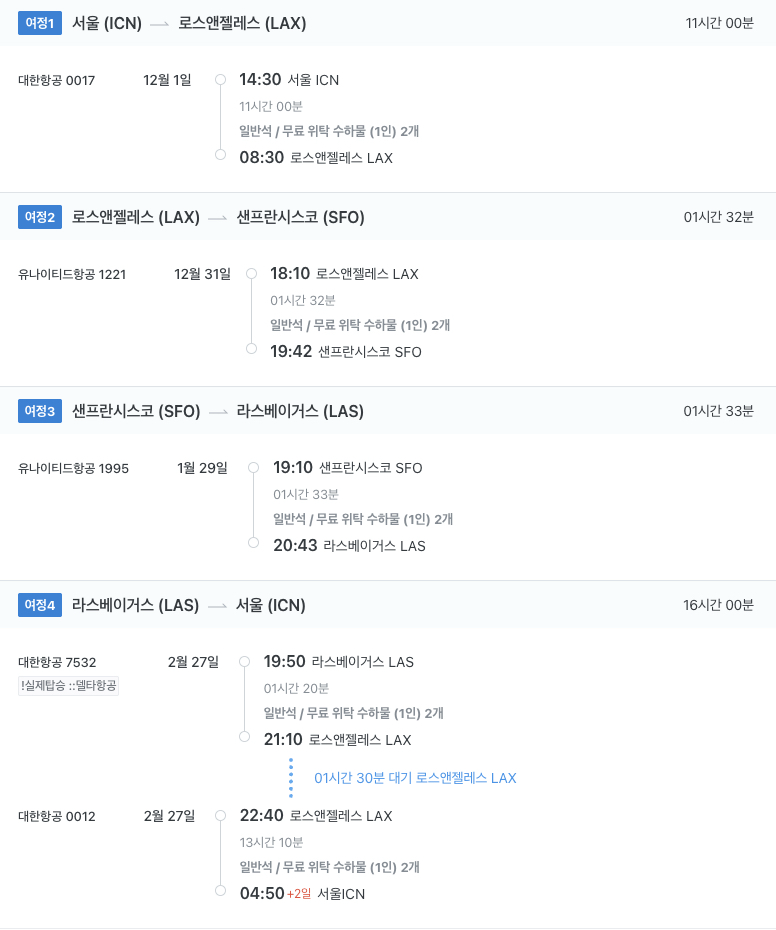 여정1 서울 (ICN) → 로스앤젤레스 (LAX) 11시간 00분
대한항공 0017 12월 1일 14:30 서울 ICN
11시간 00분
일반석 / 무료 위탁 수하물 (1인) 2개
08:30 로스앤젤레스 LAX
여정2 로스앤젤레스 (LAX) → 샌프란시스코 (SFO) 01시간 32분
유나이티드항공 1221 12월 31일 18:10 로스앤젤레스 LAX
01시간 32분
일반석 / 무료 위탁 수하물 (1인) 2개
19:42 샌프란시스코 SFO
여정3 샌프란시스코 (SFO) → 라스베이거스 (LAS) 01시간 33분
유나이티드항공 1995 1월 29일 19:10 샌프란시스코 SFO
01시간 33분
일반석 / 무료 위탁 수하물 (1인) 2개
20:43 라스베이거스 LAS
여정4 라스베이거스 (LAS) → 서울 (ICN) 16시간 00분
대한항공 7532 2월 27일 19:50 라스베이거스 LAS
!실제탑승 ::델타항공
01시간 20분
일반석 / 무료 위탁 수하물 (1인) 2개
21:10 로스앤젤레스 LAX
01시간 30분 대기 로스앤젤레스 LAX
대한항공 0012 2월 27일 22:40 로스앤젤레스 LAX
13시간 10분
일반석 / 무료 위탁 수하물 (1인) 2개
04:50 +2일 서울ICN